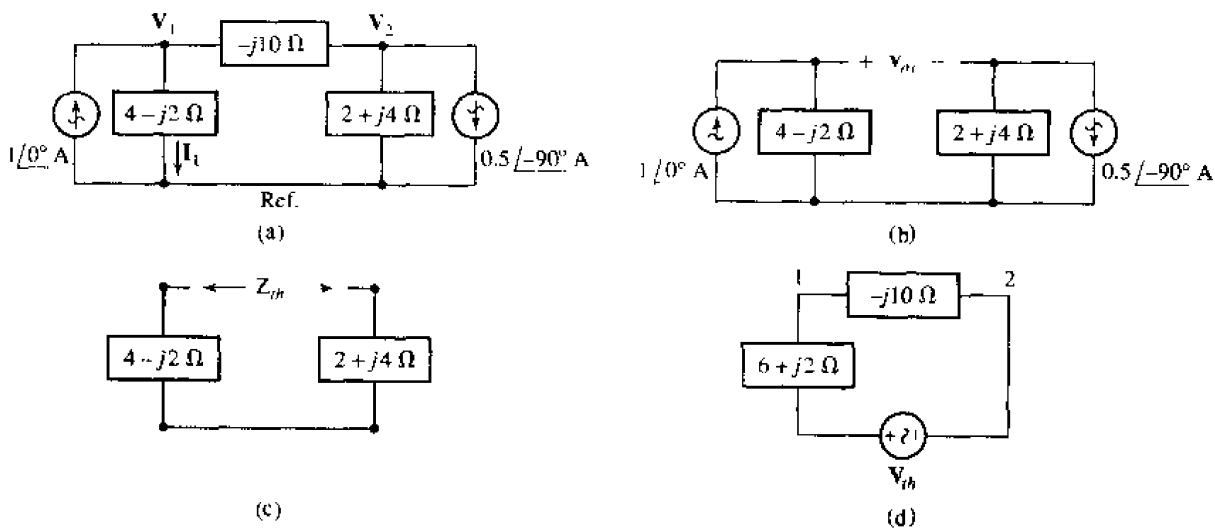 V₁
V₂
–j10 Ω
4 – j2 Ω
2 + j4 Ω
1/0° A
I₁
0.5/–90° A
Ref.
(a)
+ Vth –
4 – j2 Ω
2 + j4 Ω
1/0° A
0.5/–90° A
(b)
Zth
4 – j2 Ω
2 + j4 Ω
(c)
1
2
–j10 Ω
6 + j2 Ω
Vth
(d)